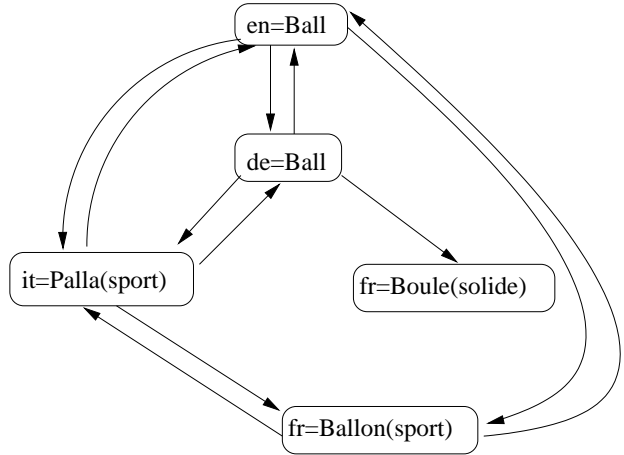 en=Ball
de=Ball
it=Palla(sport)
fr=Boule(solide)
fr=Ballon(sport)